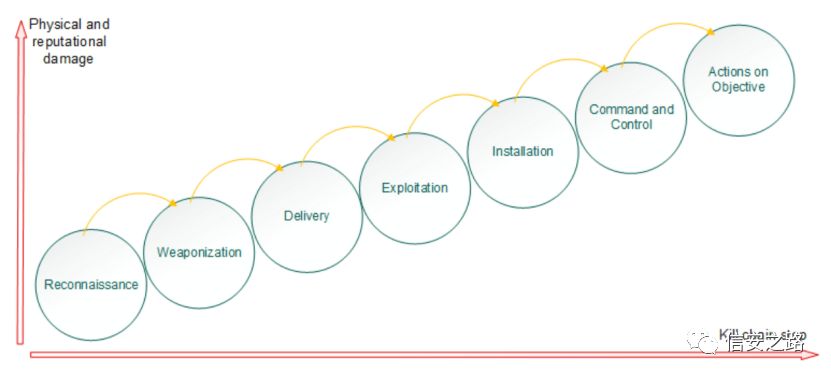 Physical and
reputational
damage
Actions on
Objective
Command and
Control
Installation
Exploitation
Delivery
Weaponization
Reconnaissance
Kill chain step
信安之路